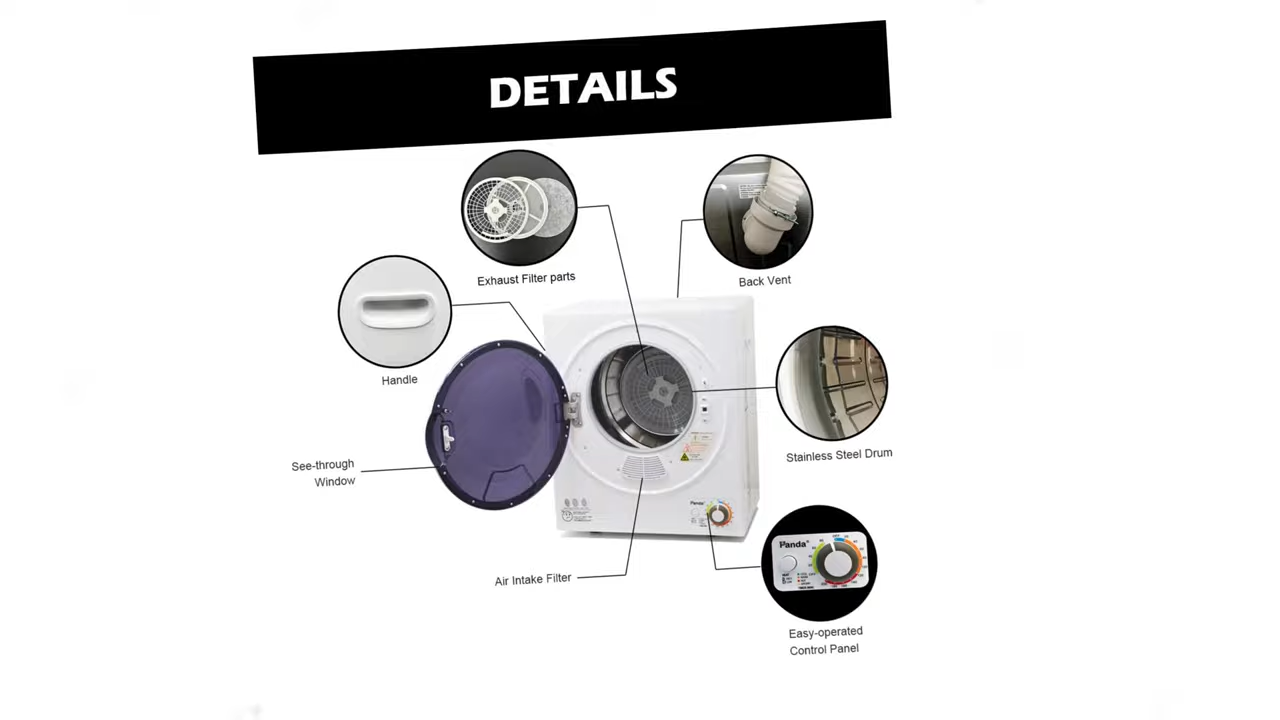 DETAILS
Exhaust Filter parts
Back Vent
Handle
Stainless Steel Drum
See-through
Window
Panda
Air Intake Filter
Panda
Easy-operated
Control Panel